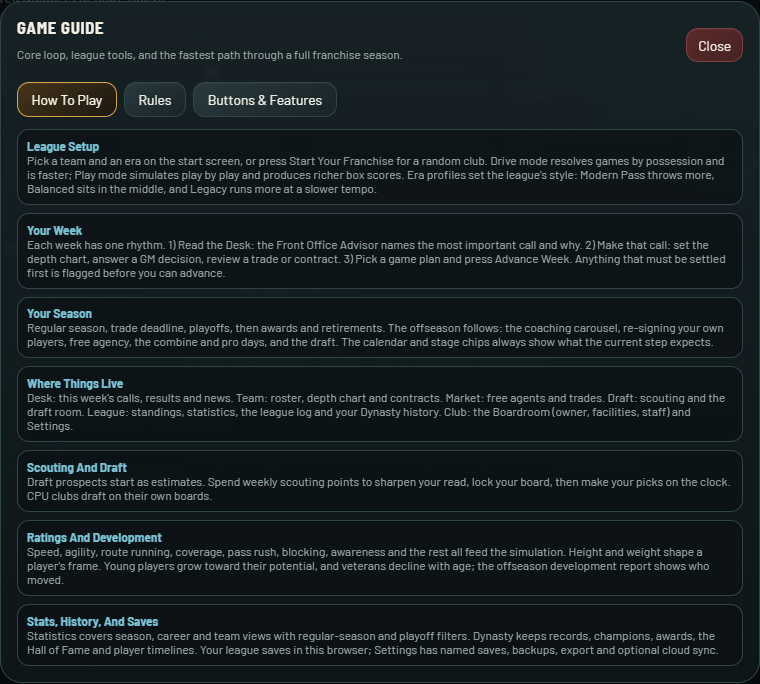 GAME GUIDE
Core loop, league tools, and the fastest path through a full franchise season.
Close
How To Play
Rules
Buttons & Features
League Setup
Pick a team and an era on the start screen, or press Start Your Franchise for a random club. Drive mode resolves games by possession and
is faster; Play mode simulates play by play and produces richer box scores. Era profiles set the league's style: Modern Pass throws more,
Balanced sits in the middle, and Legacy runs more at a slower tempo.
Your Week
Each week has one rhythm. 1) Read the Desk: the Front Office Advisor names the most important call and why. 2) Make that call: set the
depth chart, answer a GM decision, review a trade or contract. 3) Pick a game plan and press Advance Week. Anything that must be settled
first is flagged before you can advance.
Your Season
Regular season, trade deadline, playoffs, then awards and retirements. The offseason follows: the coaching carousel, re-signing your own
players, free agency, the combine and pro days, and the draft. The calendar and stage chips always show what the current step expects.
Where Things Live
Desk: this week's calls, results and news. Team: roster, depth chart and contracts. Market: free agents and trades. Draft: scouting and the
draft room. League: standings, statistics, the league log and your Dynasty history. Club: the Boardroom (owner, facilities, staff) and
Settings.
Scouting And Draft
Draft prospects start as estimates. Spend weekly scouting points to sharpen your read, lock your board, then make your picks on the clock.
CPU clubs draft on their own boards.
Ratings And Development
Speed, agility, route running, coverage, pass rush, blocking, awareness and the rest all feed the simulation. Height and weight shape a
player's frame. Young players grow toward their potential, and veterans decline with age; the offseason development report shows who
moved.
Stats, History, And Saves
Statistics covers season, career and team views with regular-season and playoff filters. Dynasty keeps records, champions, awards, the
Hall of Fame and player timelines. Your league saves in this browser; Settings has named saves, backups, export and optional cloud sync.